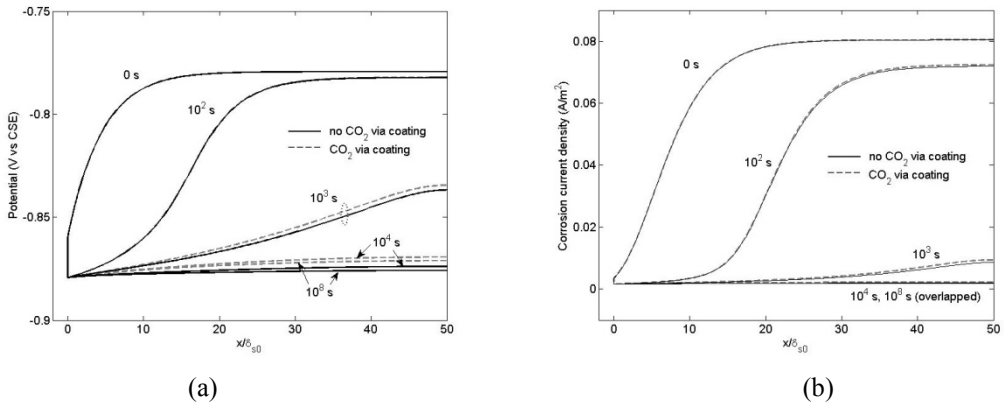 (a)
-0.75
-0.8
-0.85
-0.9
Potential (V vs CSE)
0 s
10² s
no CO₂ via coating
CO₂ via coating
10³ s
10⁴ s
10⁸ s
0 10 20 30 40 50
x/δs0
(a)
(b)
0.08
0.06
0.04
0.02
0
Corrosion current density (A/m²)
0 s
10² s
no CO₂ via coating
CO₂ via coating
10³ s
10⁴ s, 10⁸ s (overlapped)
0 10 20 30 40 50
x/δs0
(b)